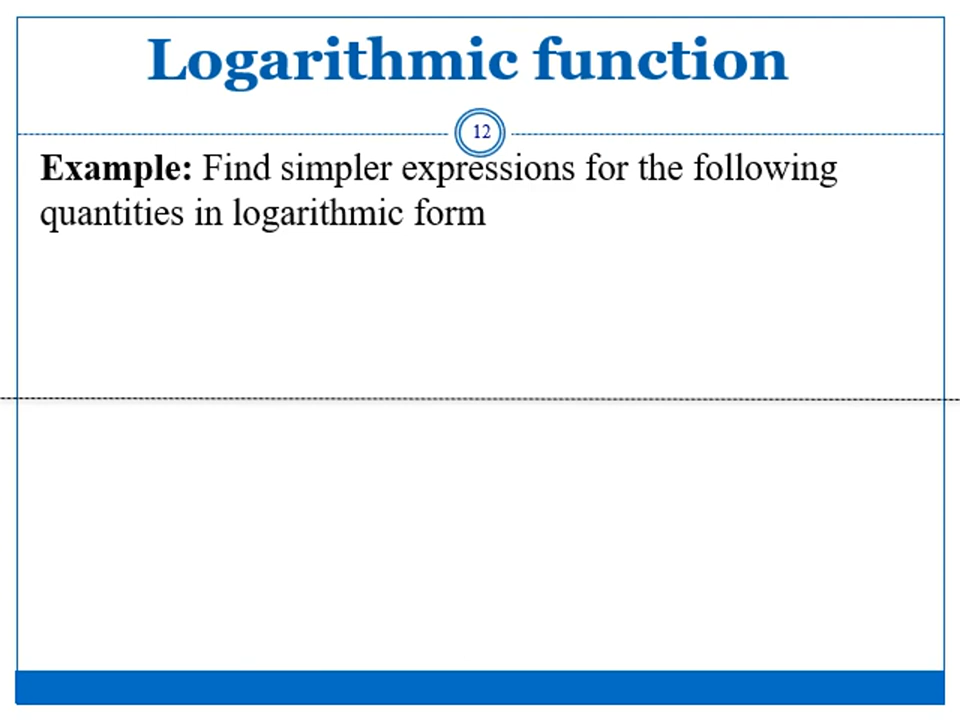 Logarithmic function
12
Example: Find simpler expressions for the following
quantities in logarithmic form